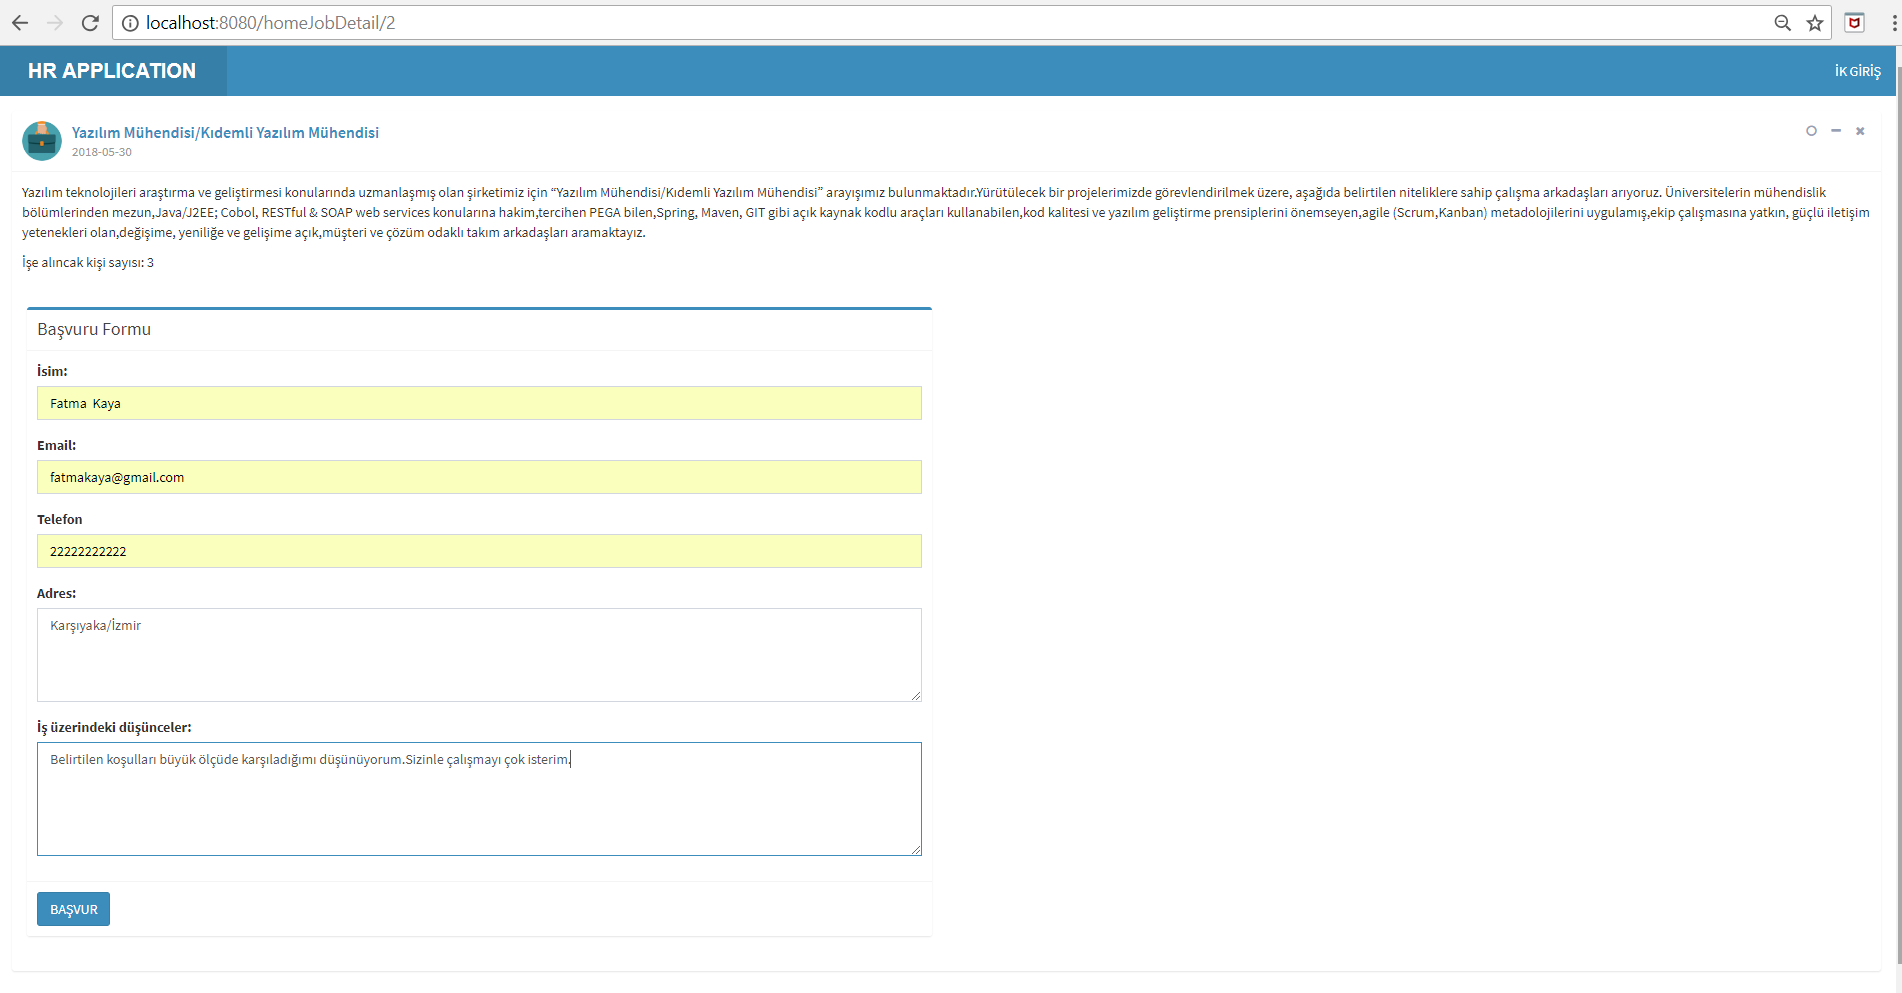 localhost:8080/homeJobDetail/2
HR APPLICATION
İK GİRİŞ
Yazılım Mühendisi/Kıdemli Yazılım Mühendisi
2018-05-30
Yazılım teknolojileri araştırma ve geliştirmesi konularında uzmanlaşmış olan şirketimiz için “Yazılım Mühendisi/Kıdemli Yazılım Mühendisi” arayışımız bulunmaktadır.Yürütülecek bir projelerimizde görevlendirilmek üzere, aşağıda belirtilen niteliklere sahip çalışma arkadaşları arıyoruz. Üniversitelerin mühendislik
bölümlerinden mezun,Java/J2EE; Cobol, RESTful & SOAP web services konularına hakim,tercihen PEGA bilen,Spring, Maven, GIT gibi açık kaynak kodlu araçları kullanabilen,kod kalitesi ve yazılım geliştirme prensiplerini önemseyen,agile (Scrum,Kanban) metadolojilerini uygulamış,ekip çalışmasına yatkın, güçlü iletişim
yetenekleri olan,değişime, yeniliğe ve gelişime açık,müşteri ve çözüm odaklı takım arkadaşları aramaktayız.
İşe alıncak kişi sayısı: 3
Başvuru Formu
İsim:
Fatma  Kaya
Email:
fatmakaya@gmail.com
Telefon
22222222222
Adres:
Karşıyaka/İzmir
İş üzerindeki düşünceler:
Belirtilen koşulları büyük ölçüde karşıladığımı düşünüyorum.Sizinle çalışmayı çok isterim.
BAŞVUR